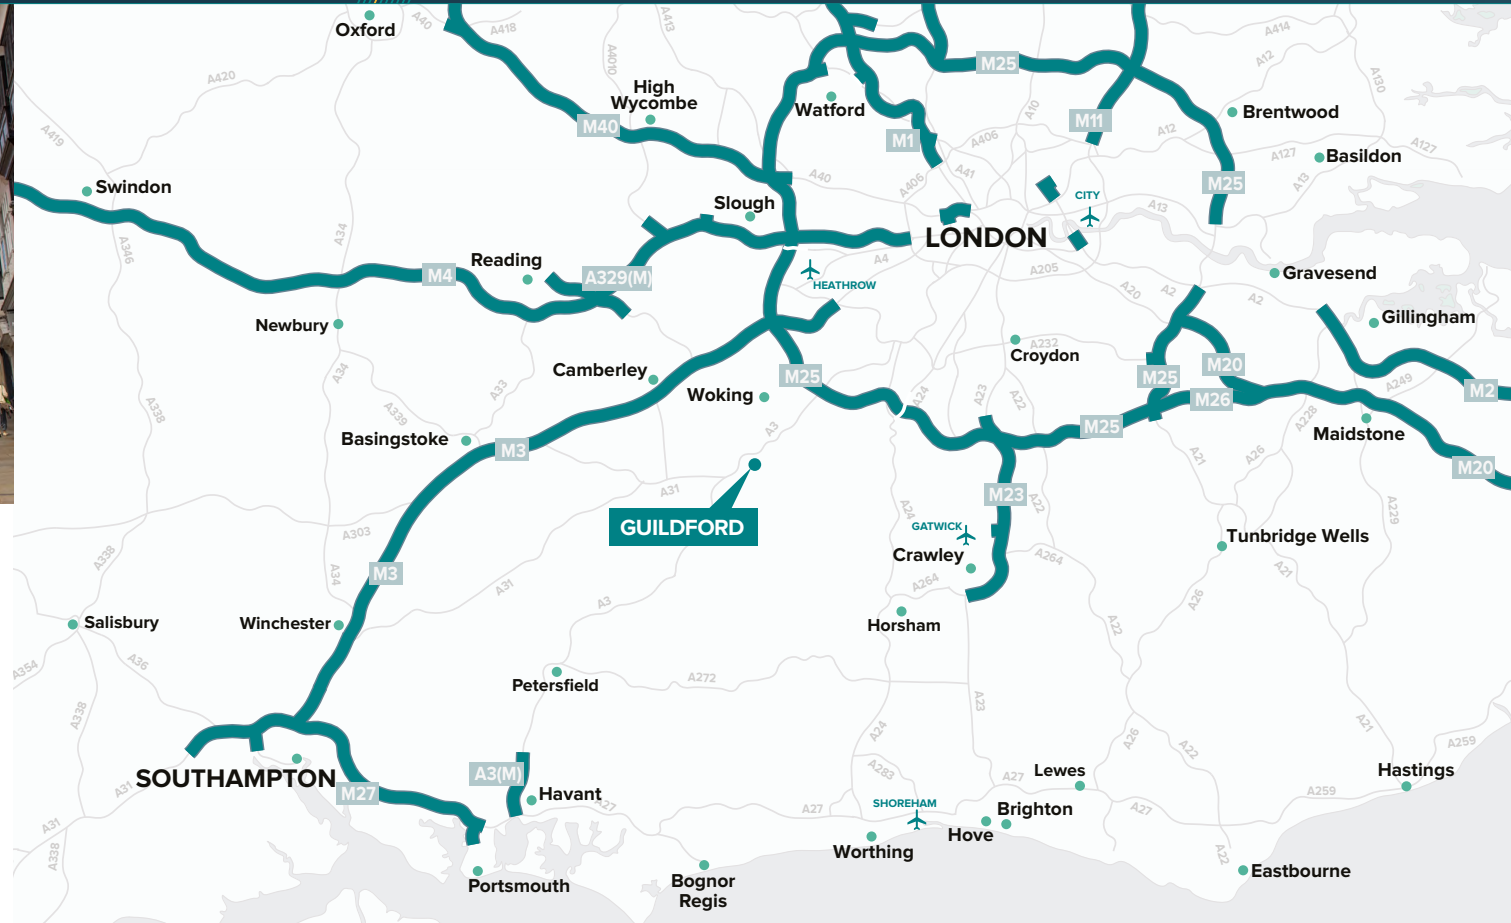 Oxford
A40
A418
A413
A4010
A420
M25
A414
A12
A130
High
Wycombe
Watford
A10
M40
M1
M11
Brentwood
A419
A406
A12
A127
A127
Basildon
A41
A40
A406
A13
M25
Swindon
Slough
CITY
A13
A34
A346
LONDON
Reading
A4
M4
A329(M)
HEATHROW
A205
Gravesend
A20
A2
A2
Newbury
Gillingham
A232
Croydon
Camberley
A34
M25
M25
M20
A33
Woking
A24
A23
A22
M26
A249
M2
A338
A339
A3
M25
A228
Basingstoke
M3
Maidstone
A21
A26
M20
A31
GUILDFORD
M23
A24
A22
A229
A303
GATWICK
Crawley
Tunbridge Wells
A338
A34
M3
A264
A264
A21
A31
A3
A26
Salisbury
Winchester
Horsham
A22
A354
A36
Petersfield
A272
A23
A338
A24
A26
A22
A21
A259
SOUTHAMPTON
A3(M)
A283
A27
Lewes
Hastings
A31
M27
Havant
A27
A27
SHOREHAM
Brighton
A27
A259
A31
Hove
Worthing
A338
A22
Portsmouth
Bognor
Regis
Eastbourne